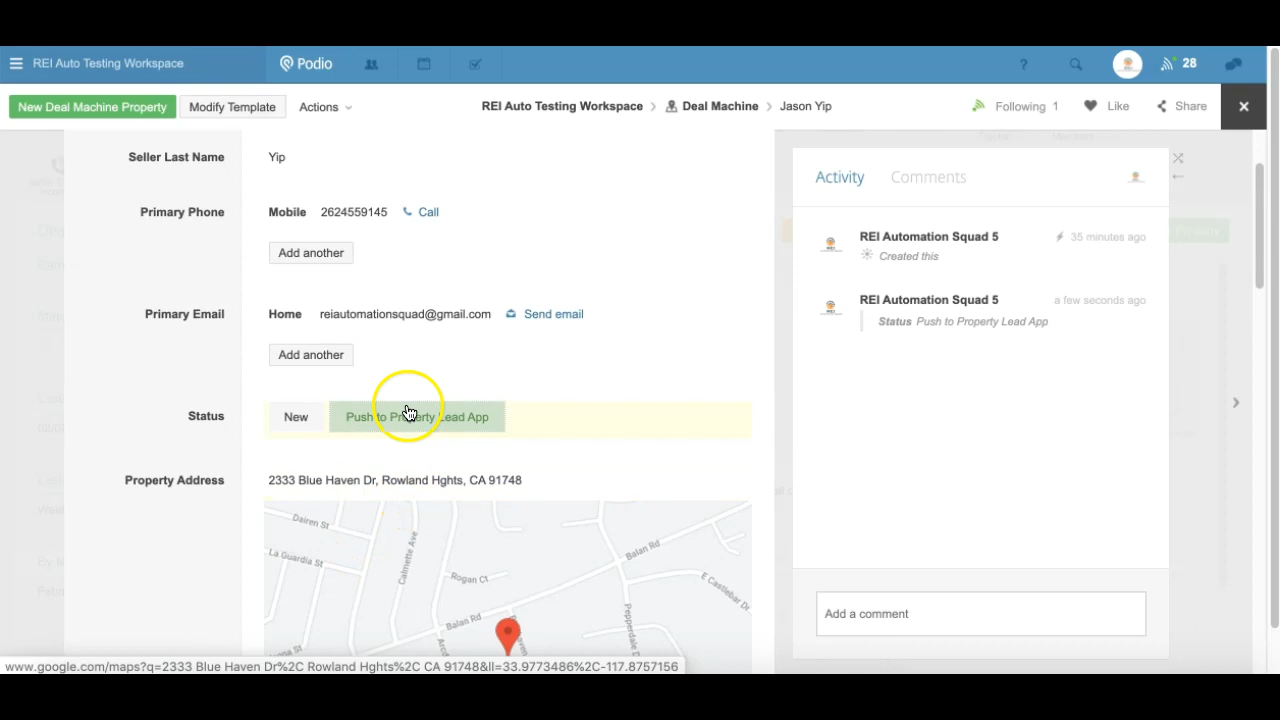 REI Auto Testing Workspace
Podio
?
28
New Deal Machine Property
Modify Template
Actions
REI Auto Testing Workspace > Deal Machine > Jason Yip
Following 1
Like
Share
Seller Last Name
Yip
Primary Phone
Mobile 2624559145 Call
Add another
Primary Email
Home reiautomationsquad@gmail.com Send email
Add another
Status
New
Push to Property Lead App
Property Address
2333 Blue Haven Dr, Rowland Hghts, CA 91748
Dairen St
La Guardia St
Calmette Ave
Rogan Ct
Balan Rd
Balan Rd
E Castlebar Dr
Pepperdale
Activity
Comments
REI Automation Squad 5
35 minutes ago
Created this
REI Automation Squad 5
a few seconds ago
Status Push to Property Lead App
Add a comment
www.google.com/maps?q=2333 Blue Haven Dr%2C Rowland Hghts%2C CA 91748&ll=33.9773486%2C-117.8757156